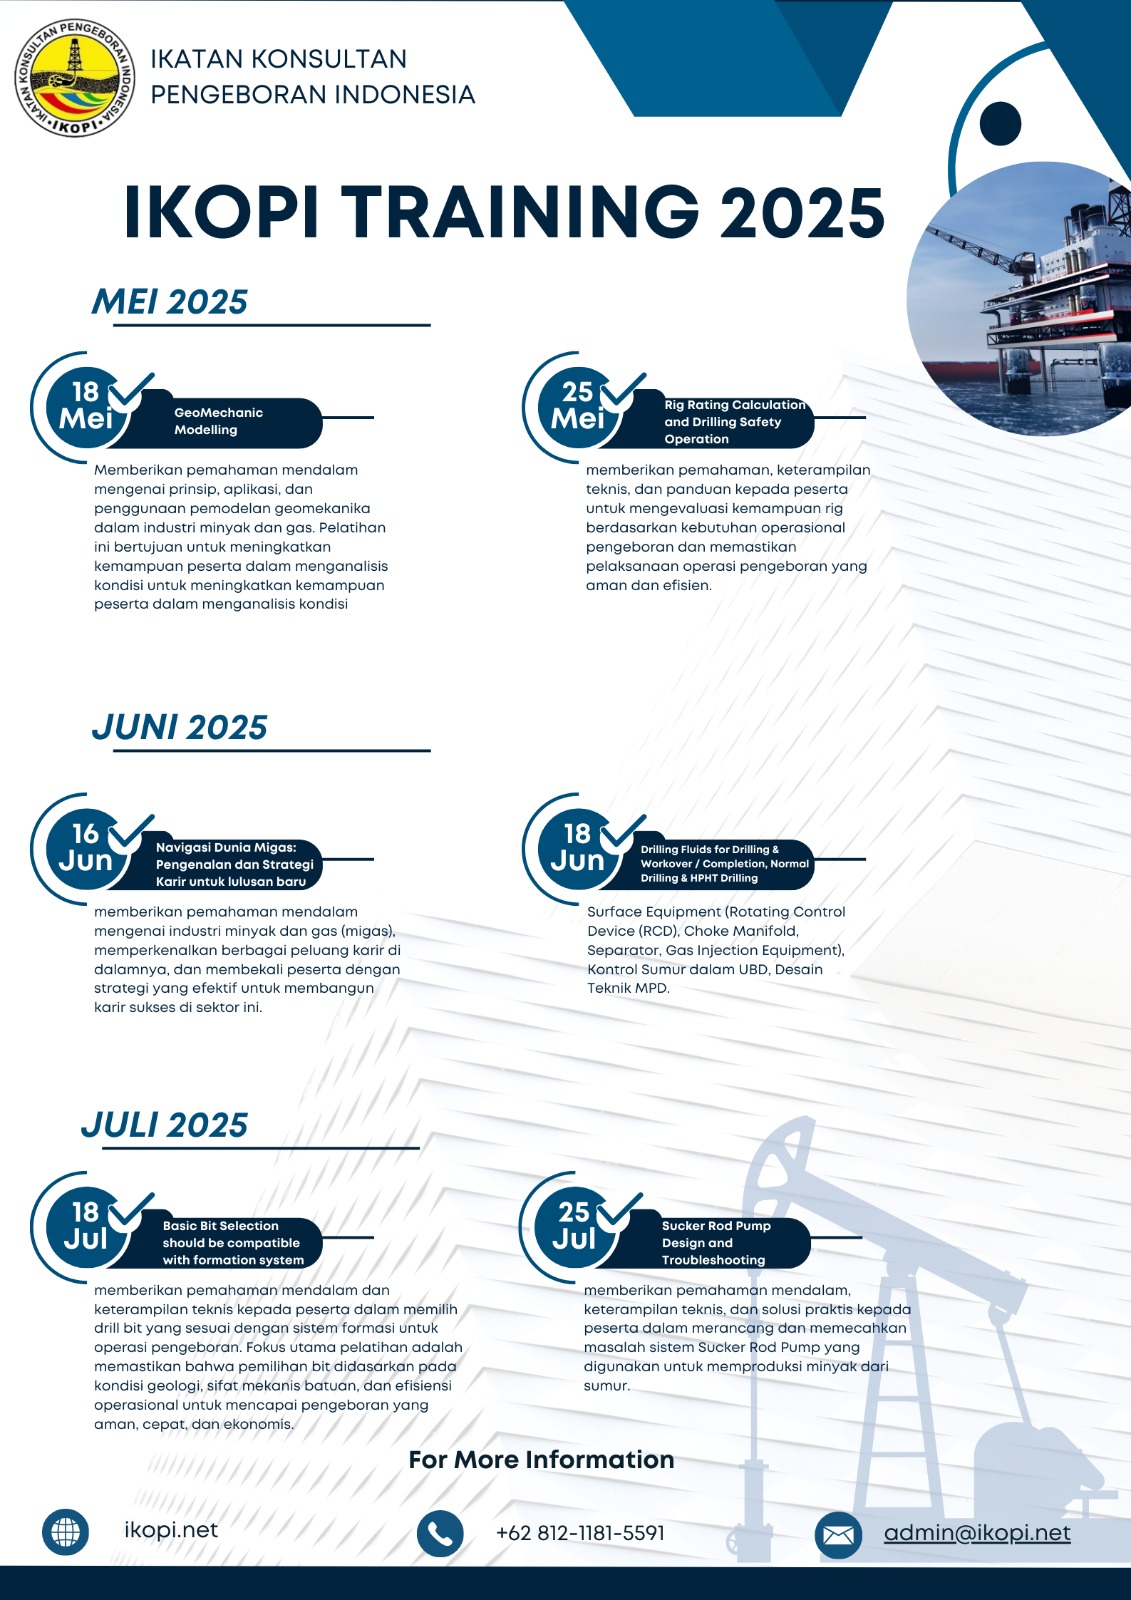 IKATAN KONSULTAN PENGEBORAN INDONESIA
IKOPI
IKATAN KONSULTAN
PENGEBORAN INDONESIA
IKOPI TRAINING 2025
MEI 2025
18
Mei
GeoMechanic
Modelling
Memberikan pemahaman mendalam
mengenai prinsip, aplikasi, dan
penggunaan pemodelan geomekanika
dalam industri minyak dan gas. Pelatihan
ini bertujuan untuk meningkatkan
kemampuan peserta dalam menganalisis
kondisi untuk meningkatkan kemampuan
peserta dalam menganalisis kondisi
25
Mei
Rig Rating Calculation
and Drilling Safety
Operation
memberikan pemahaman, keterampilan
teknis, dan panduan kepada peserta
untuk mengevaluasi kemampuan rig
berdasarkan kebutuhan operasional
pengeboran dan memastikan
pelaksanaan operasi pengeboran yang
aman dan efisien.
JUNI 2025
16
Jun
Navigasi Dunia Migas:
Pengenalan dan Strategi
Karir untuk lulusan baru
memberikan pemahaman mendalam
mengenai industri minyak dan gas (migas),
memperkenalkan berbagai peluang karir di
dalamnya, dan membekali peserta dengan
strategi yang efektif untuk membangun
karir sukses di sektor ini.
18
Jun
Drilling Fluids for Drilling &
Workover / Completion, Normal
Drilling & HPHT Drilling
Surface Equipment (Rotating Control
Device (RCD), Choke Manifold,
Separator, Gas Injection Equipment),
Kontrol Sumur dalam UBD, Desain
Teknik MPD.
JULI 2025
18
Jul
Basic Bit Selection
should be compatible
with formation system
memberikan pemahaman mendalam dan
keterampilan teknis kepada peserta dalam memilih
drill bit yang sesuai dengan sistem formasi untuk
operasi pengeboran. Fokus utama pelatihan adalah
memastikan bahwa pemilihan bit didasarkan pada
kondisi geologi, sifat mekanis batuan, dan efisiensi
operasional untuk mencapai pengeboran yang
aman, cepat, dan ekonomis.
25
Jul
Sucker Rod Pump
Design and
Troubleshooting
memberikan pemahaman mendalam,
keterampilan teknis, dan solusi praktis kepada
peserta dalam merancang dan memecahkan
masalah sistem Sucker Rod Pump yang
digunakan untuk memproduksi minyak dari
sumur.
For More Information
ikopi.net
+62 812-1181-5591
admin@ikopi.net